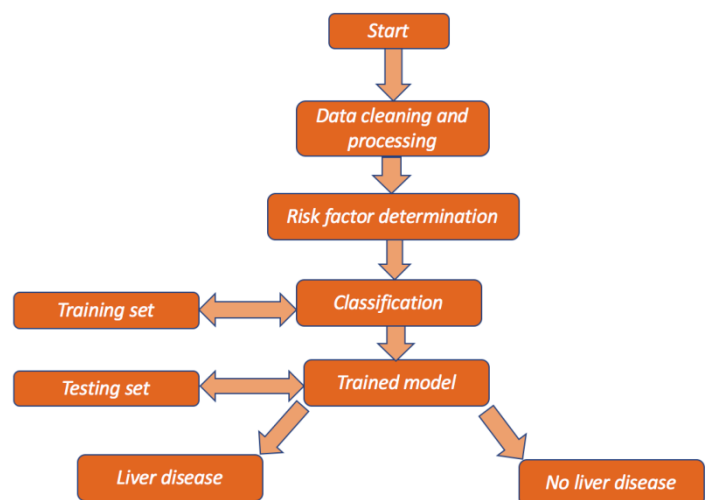 Start
Data cleaning and
processing
Risk factor determination
Classification
Training set
Trained model
Testing set
Liver disease
No liver disease